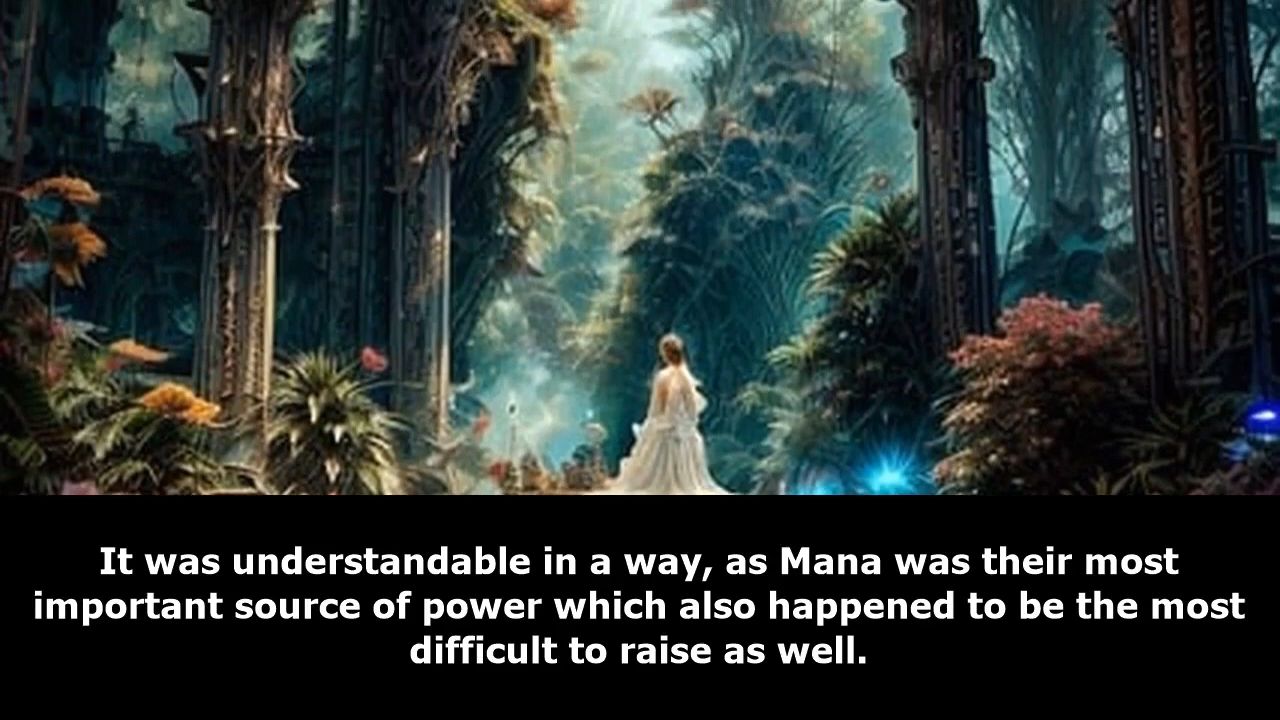 It was understandable in a way, as Mana was their most
important source of power which also happened to be the most
difficult to raise as well.